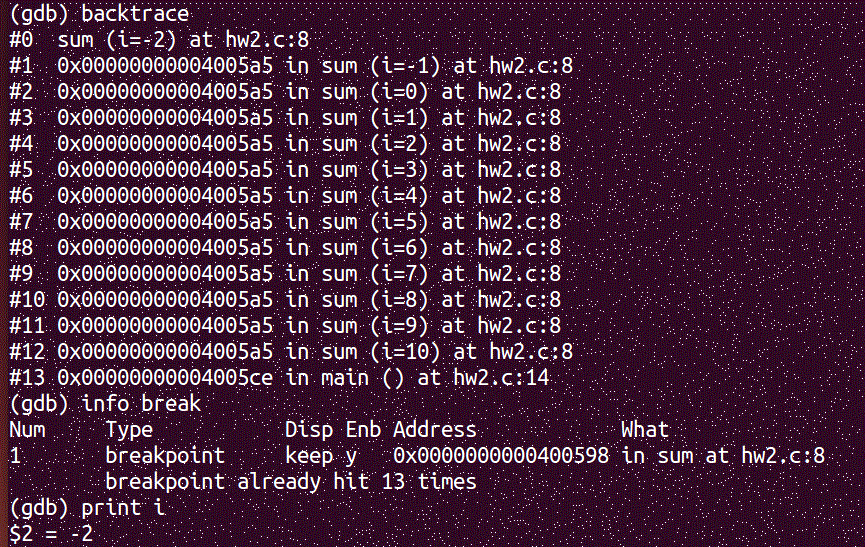 (gdb) backtrace
#0  sum (i=-2) at hw2.c:8
#1  0x00000000004005a5 in sum (i=-1) at hw2.c:8
#2  0x00000000004005a5 in sum (i=0) at hw2.c:8
#3  0x00000000004005a5 in sum (i=1) at hw2.c:8
#4  0x00000000004005a5 in sum (i=2) at hw2.c:8
#5  0x00000000004005a5 in sum (i=3) at hw2.c:8
#6  0x00000000004005a5 in sum (i=4) at hw2.c:8
#7  0x00000000004005a5 in sum (i=5) at hw2.c:8
#8  0x00000000004005a5 in sum (i=6) at hw2.c:8
#9  0x00000000004005a5 in sum (i=7) at hw2.c:8
#10 0x00000000004005a5 in sum (i=8) at hw2.c:8
#11 0x00000000004005a5 in sum (i=9) at hw2.c:8
#12 0x00000000004005a5 in sum (i=10) at hw2.c:8
#13 0x00000000004005ce in main () at hw2.c:14
(gdb) info break
Num     Type           Disp Enb Address            What
1       breakpoint     keep y   0x0000000000400598 in sum at hw2.c:8
        breakpoint already hit 13 times
(gdb) print i
$2 = -2